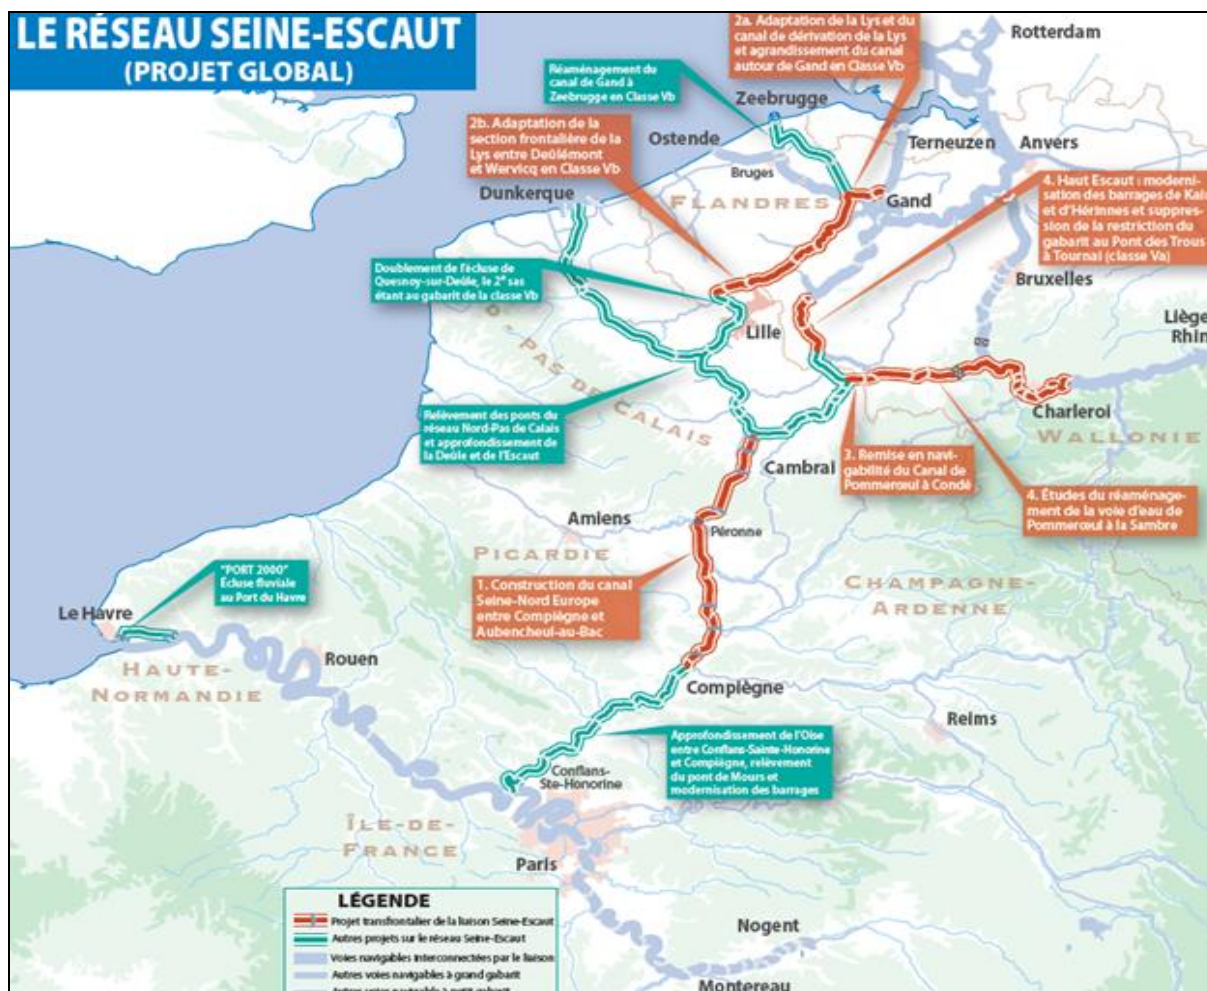 LE RÉSEAU SEINE-ESCAUT
(PROJET GLOBAL)
2a. Adaptation de la Lys et du
canal de dérivation de la Lys
et agrandissement du canal
autour de Gand en Classe Vb
Rotterdam
Réaménagement du
canal de Gand à
Zeebrugge en Classe Vb
Zeebrugge
2b. Adaptation de la
section frontalière de la
Lys entre Deûlémont
et Wervicq en Classe Vb
Ostende
Terneuzen
Anvers
Bruges
Dunkerque
FLANDRES
Gand
4. Haut Escaut : moderni-
sation des barrages de Kain
et d'Hérinnes et suppres-
sion de la restriction du
gabarit au Pont des Trous
à Tournai (classe Va)
Doublement de l'écluse de
Quesnoy-sur-Deûle, le 2e sas
étant au gabarit de la classe Vb
Bruxelles
Liège
Rhin
Lille
PAS DE CALAIS
Relèvement des ponts du
réseau Nord-Pas de Calais
et approfondissement de
la Deûle et de l'Escaut
Charleroi
WALLONIE
Cambrai
3. Remise en navi-
gabilité du Canal de
Pommerœul à Condé
4. Études du réaménage-
ment de la voie d'eau de
Pommerœul à la Sambre
Amiens
Péronne
PICARDIE
"PORT 2000"
Écluse fluviale
au Port du Havre
1. Construction du canal
Seine-Nord Europe
entre Compiègne et
Aubencheul-au-Bac
CHAMPAGNE-
ARDENNE
Le Havre
Rouen
HAUTE-
NORMANDIE
Compiègne
Reims
Approfondissement de l'Oise
entre Conflans-Sainte-Honorine
et Compiègne, relèvement
du pont de Mours et
modernisation des barrages
Conflans-
Ste-Honorine
ÎLE-DE-
FRANCE
Paris
LÉGENDE
Projet transfrontalier de la liaison Seine-Escaut
Autres projets sur le réseau Seine-Escaut
Voies navigables interconnectées par le liaison
Autres voies navigables à grand gabarit
Autres voies navigable à petit gabarit
Nogent
Montereau